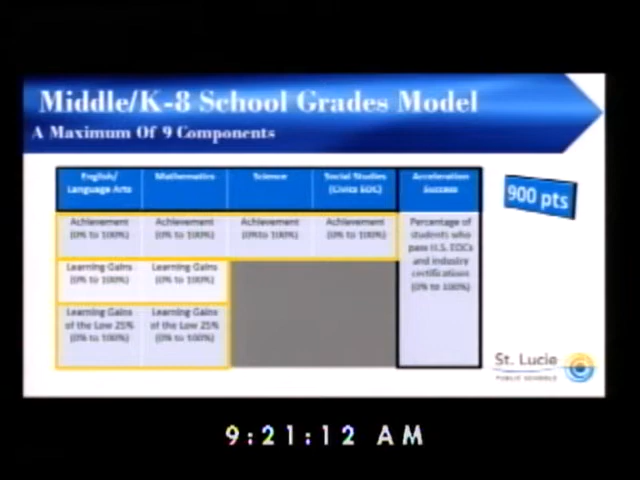 Middle/K-8 School Grades Model
A Maximum Of 9 Components
English/ Language Arts
Mathematics
Science
Social Studies (Civics EOC)
Acceleration Success
900 pts
Achievement (0% to 100%)
Achievement (0% to 100%)
Achievement (0%to 100%)
Achievement (0% to 100%)
Percentage of students who pass H.S. EOCs and industry certifications (0% to 100%)
Learning Gains (0% to 100%)
Learning Gains (0% to 100%)
Learning Gains of the Low 25% (0% to 100%)
Learning Gains of the Low 25% (0% to 100%)
St. Lucie
PUBLIC SCHOOLS
9:21:12 AM